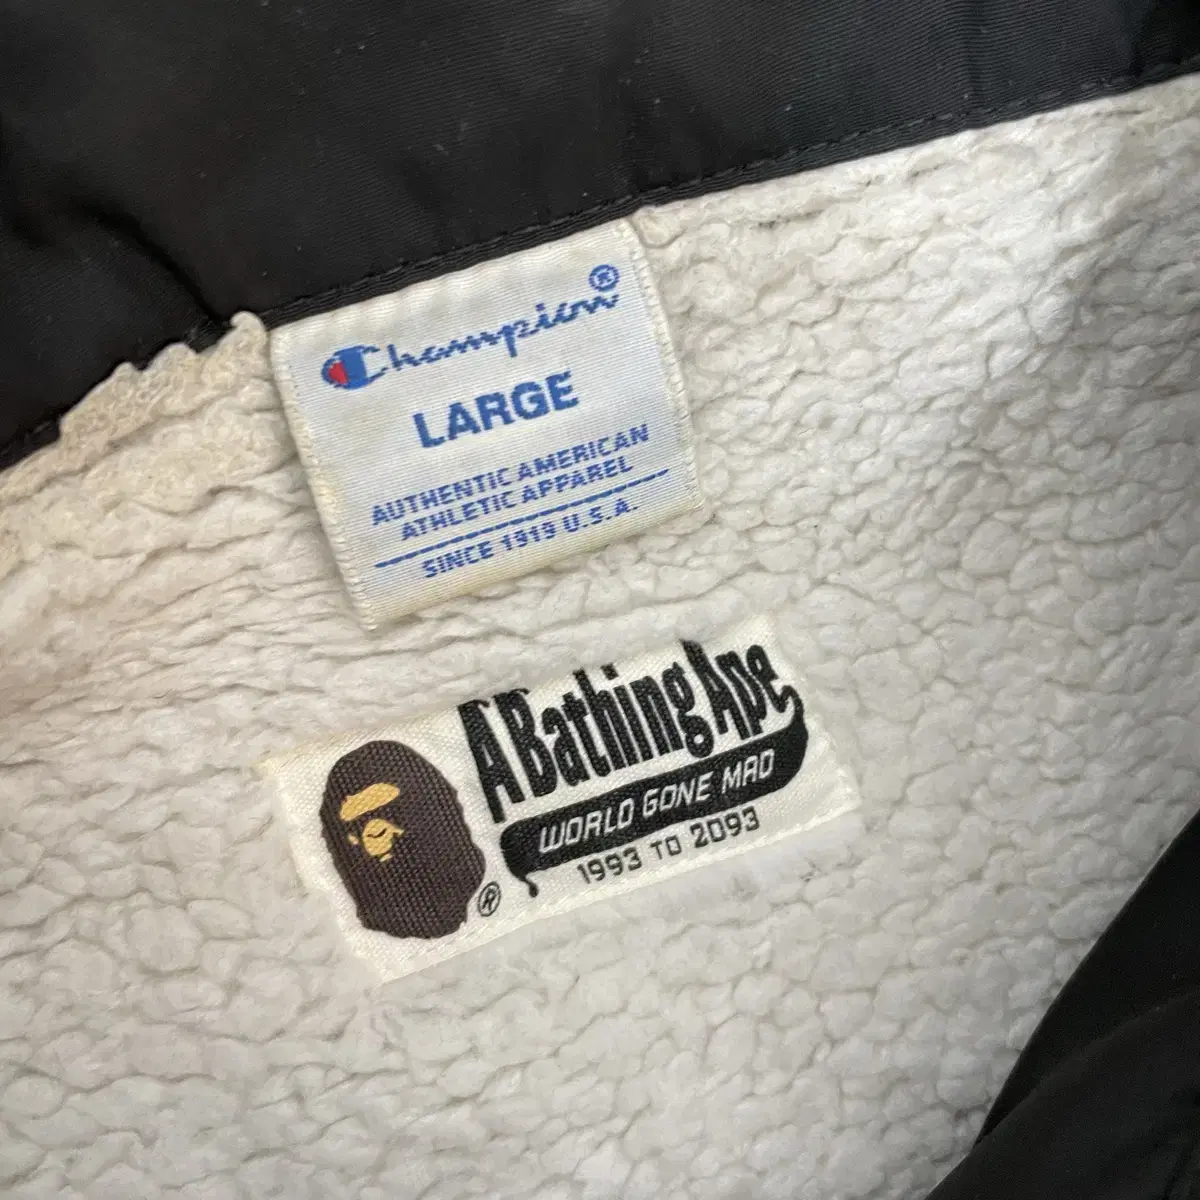 Champion®
LARGE
AUTHENTIC AMERICAN
ATHLETIC APPAREL
SINCE 1919 U.S.A.
A Bathing Ape
WORLD GONE MAD
1993 TO 2093
®